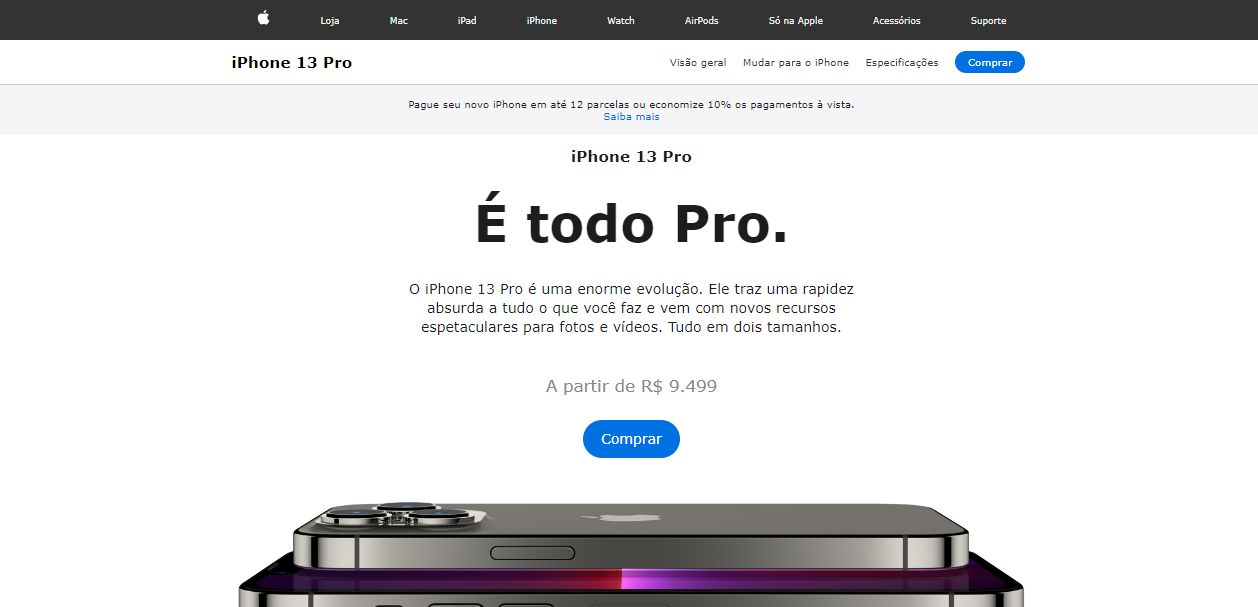 Loja Mac iPad iPhone Watch AirPods Só na Apple Acessórios Suporte
iPhone 13 Pro Visão geral Mudar para o iPhone Especificações Comprar
Pague seu novo iPhone em até 12 parcelas ou economize 10% os pagamentos à vista.
Saiba mais
iPhone 13 Pro
É todo Pro.
O iPhone 13 Pro é uma enorme evolução. Ele traz uma rapidez
absurda a tudo o que você faz e vem com novos recursos
espetaculares para fotos e vídeos. Tudo em dois tamanhos.
A partir de R$ 9.499
Comprar